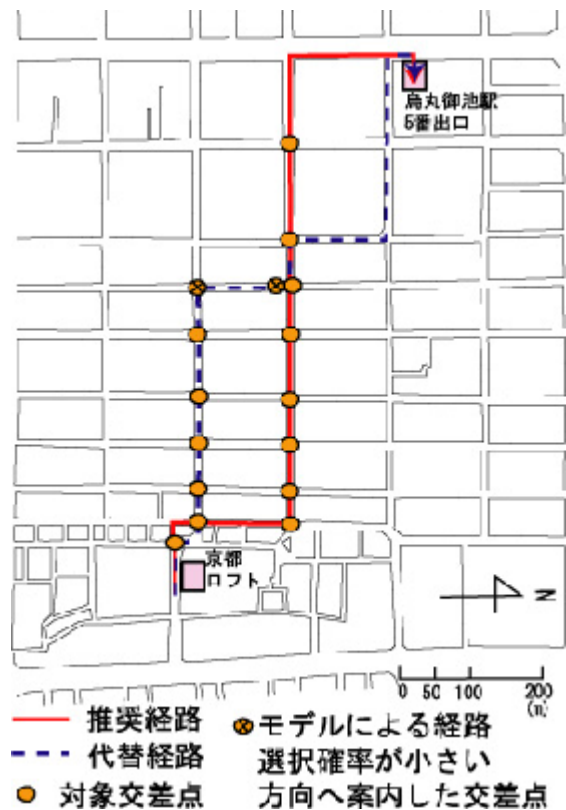 烏丸御池駅
5番出口
京都
ロフト
N
0 50 100 200
(m)
推奨経路
代替経路
対象交差点
モデルによる経路
選択確率が小さい
方向へ案内した交差点